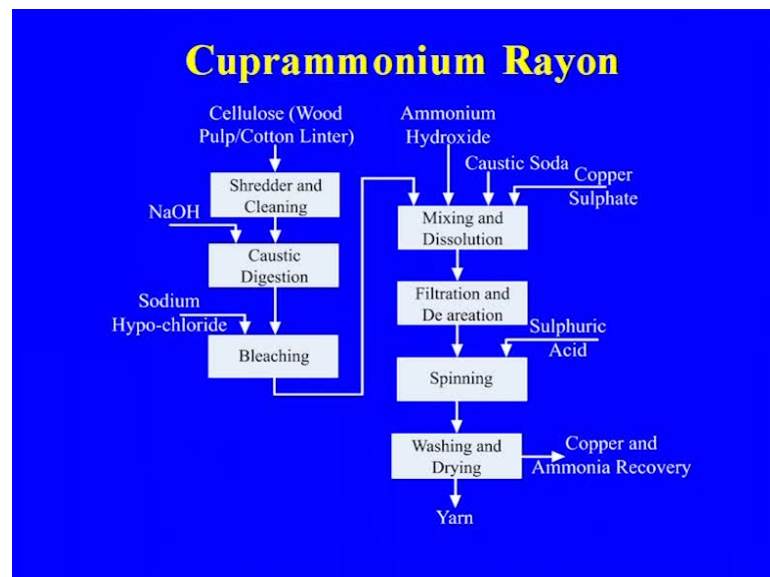 Cuprammonium Rayon
Cellulose (Wood
Pulp/Cotton Linter)
Shredder and
Cleaning
NaOH
Caustic
Digestion
Sodium
Hypo-chloride
Bleaching
Ammonium
Hydroxide
Caustic Soda
Copper
Sulphate
Mixing and
Dissolution
Filtration and
De areation
Sulphuric
Acid
Spinning
Washing and
Drying
Copper and
Ammonia Recovery
Yarn